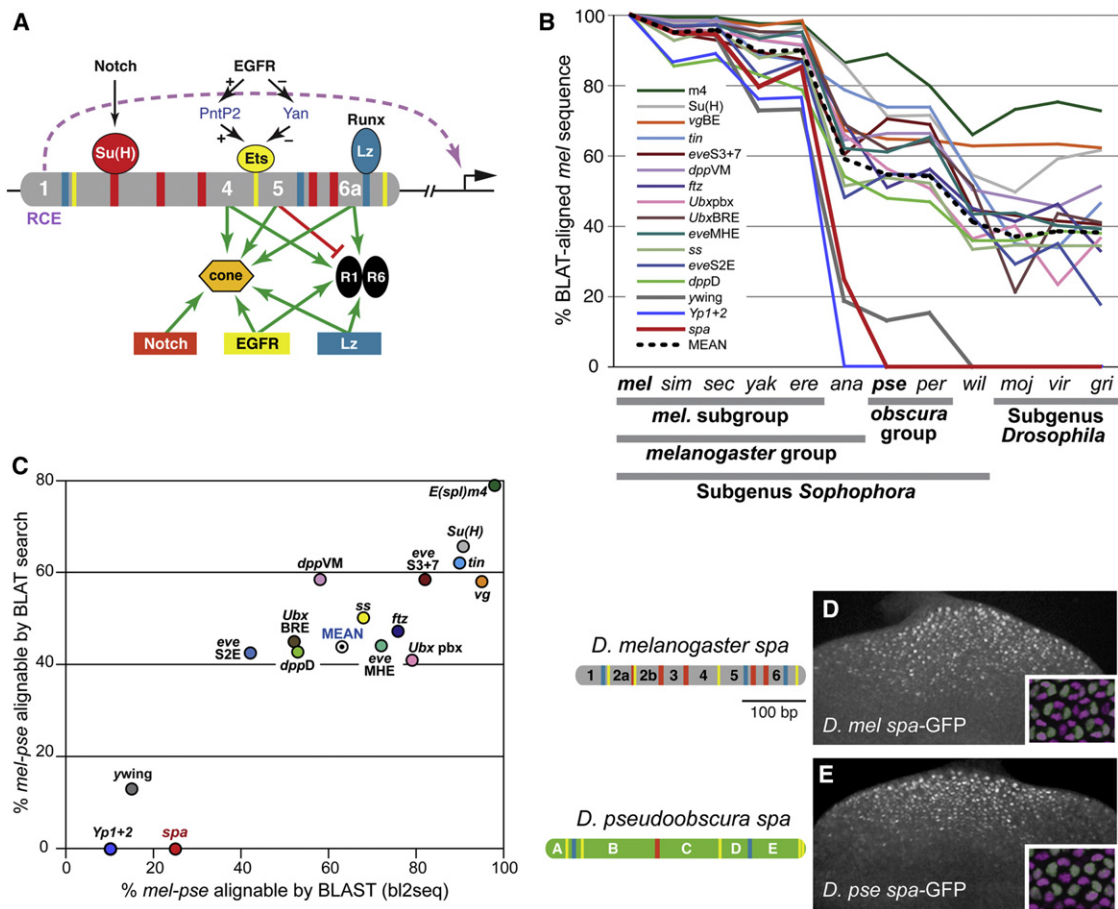 A
Notch
EGFR
+
−
PntP2
Yan
+
−
Runx
Su(H)
Ets
Lz
1
4
5
6a
RCE
cone
R1
R6
Notch
EGFR
Lz
B
% BLAT-aligned mel sequence
100
80
60
40
20
0
m4
Su(H)
vgBE
tin
eveS3+7
dppVM
ftz
Ubxpbx
UbxBRE
eveMHE
ss
eveS2E
dppD
ywing
Yp1+2
spa
MEAN
mel sim sec yak ere ana pse per wil moj vir gri
mel. subgroup
obscura group
Subgenus Drosophila
melanogaster group
Subgenus Sophophora
C
% mel-pse alignable by BLAT search
80
60
40
20
0
E(spl)m4
Su(H)
tin
vg
eve S3+7
dppVM
ss
ftz
Ubx BRE
MEAN
eve S2E
dppD
eve MHE
Ubx pbx
ywing
Yp1+2
spa
0 20 40 60 80 100
% mel-pse alignable by BLAST (bl2seq)
D. melanogaster spa
1 2a 2b 3 4 5 6
100 bp
D
D. mel spa-GFP
D. pseudoobscura spa
A B C D E
E
D. pse spa-GFP